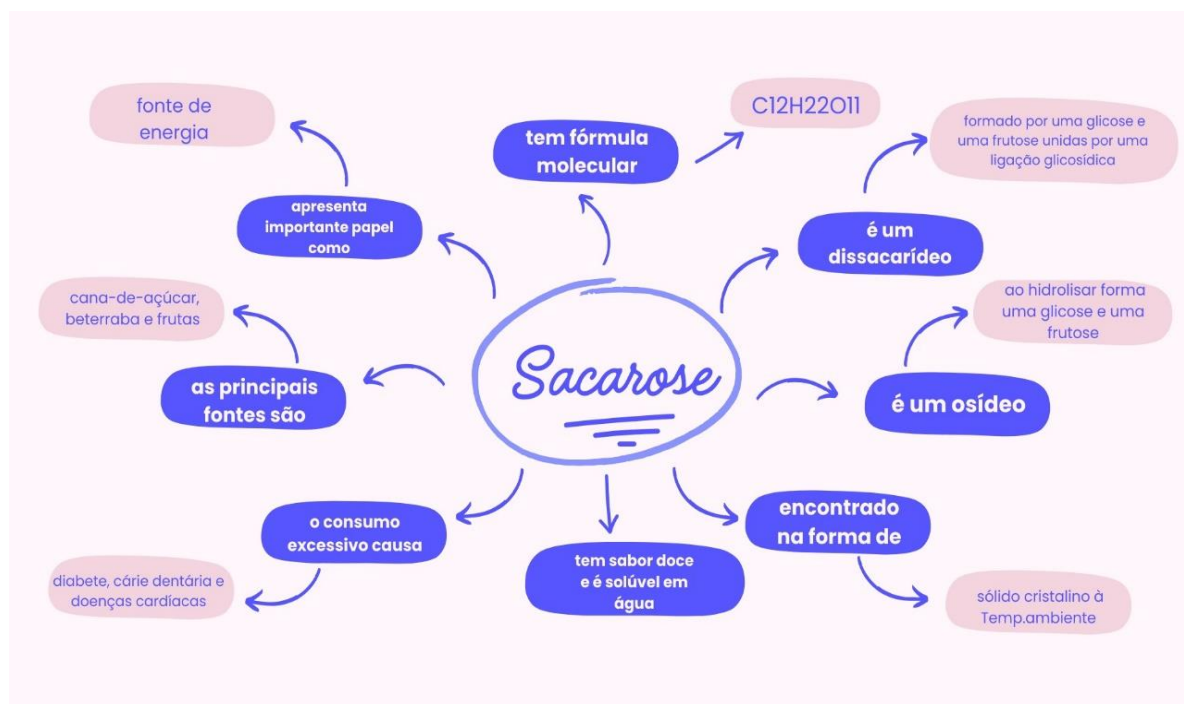 Sacarose
tem fórmula
molecular
C12H22O11
é um
dissacarídeo
formado por uma glicose e
uma frutose unidas por uma
ligação glicosídica
é um osídeo
ao hidrolisar forma
uma glicose e uma
frutose
encontrado
na forma de
sólido cristalino à
Temp.ambiente
tem sabor doce
e é solúvel em
água
o consumo
excessivo causa
diabete, cárie dentária e
doenças cardíacas
as principais
fontes são
cana-de-açúcar,
beterraba e frutas
apresenta
importante papel
como
fonte de
energia